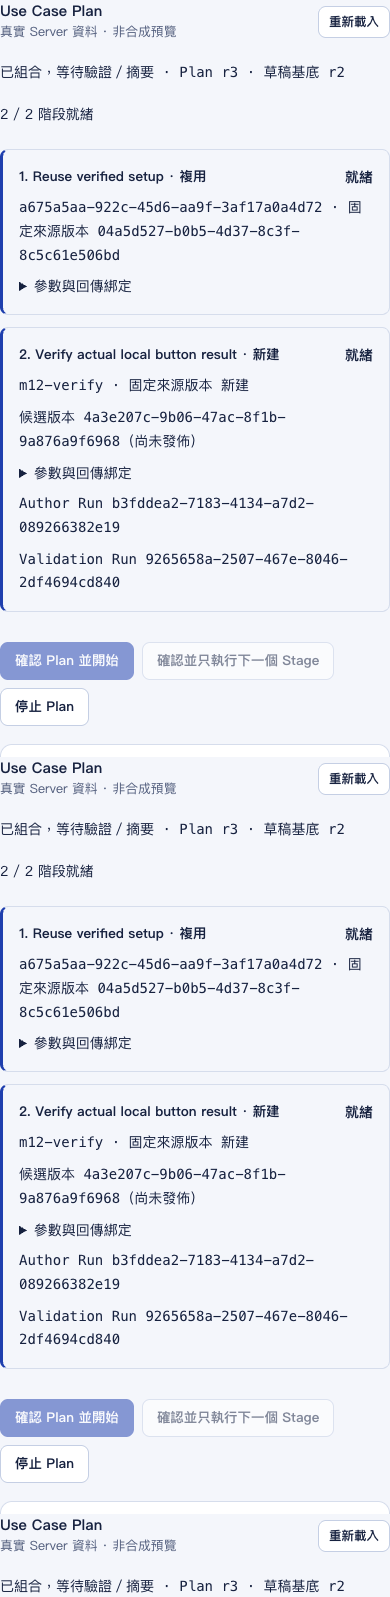 Use Case Plan
真實 Server 資料 · 非合成預覽
重新載入
已組合，等待驗證 / 摘要 · Plan r3 · 草稿基底 r2
2 / 2 階段就緒
1. Reuse verified setup · 複用
就緒
a675a5aa-922c-45d6-aa9f-3af17a0a4d72 · 固
定來源版本 04a5d527-b0b5-4d37-8c3f-
8c5c61e506bd
▶ 參數與回傳綁定
2. Verify actual local button result · 新建
就緒
m12-verify · 固定來源版本 新建
候選版本 4a3e207c-9b06-47ac-8f1b-
9a876a9f6968（尚未發佈）
▶ 參數與回傳綁定
Author Run b3fddea2-7183-4134-a7d2-
089266382e19
Validation Run 9265658a-2507-467e-8046-
2df4694cd840
確認 Plan 並開始
確認並只執行下一個 Stage
停止 Plan
Use Case Plan
真實 Server 資料 · 非合成預覽
重新載入
已組合，等待驗證 / 摘要 · Plan r3 · 草稿基底 r2
2 / 2 階段就緒
1. Reuse verified setup · 複用
就緒
a675a5aa-922c-45d6-aa9f-3af17a0a4d72 · 固
定來源版本 04a5d527-b0b5-4d37-8c3f-
8c5c61e506bd
▶ 參數與回傳綁定
2. Verify actual local button result · 新建
就緒
m12-verify · 固定來源版本 新建
候選版本 4a3e207c-9b06-47ac-8f1b-
9a876a9f6968（尚未發佈）
▶ 參數與回傳綁定
Author Run b3fddea2-7183-4134-a7d2-
089266382e19
Validation Run 9265658a-2507-467e-8046-
2df4694cd840
確認 Plan 並開始
確認並只執行下一個 Stage
停止 Plan
Use Case Plan
真實 Server 資料 · 非合成預覽
重新載入
已組合，等待驗證 / 摘要 · Plan r3 · 草稿基底 r2